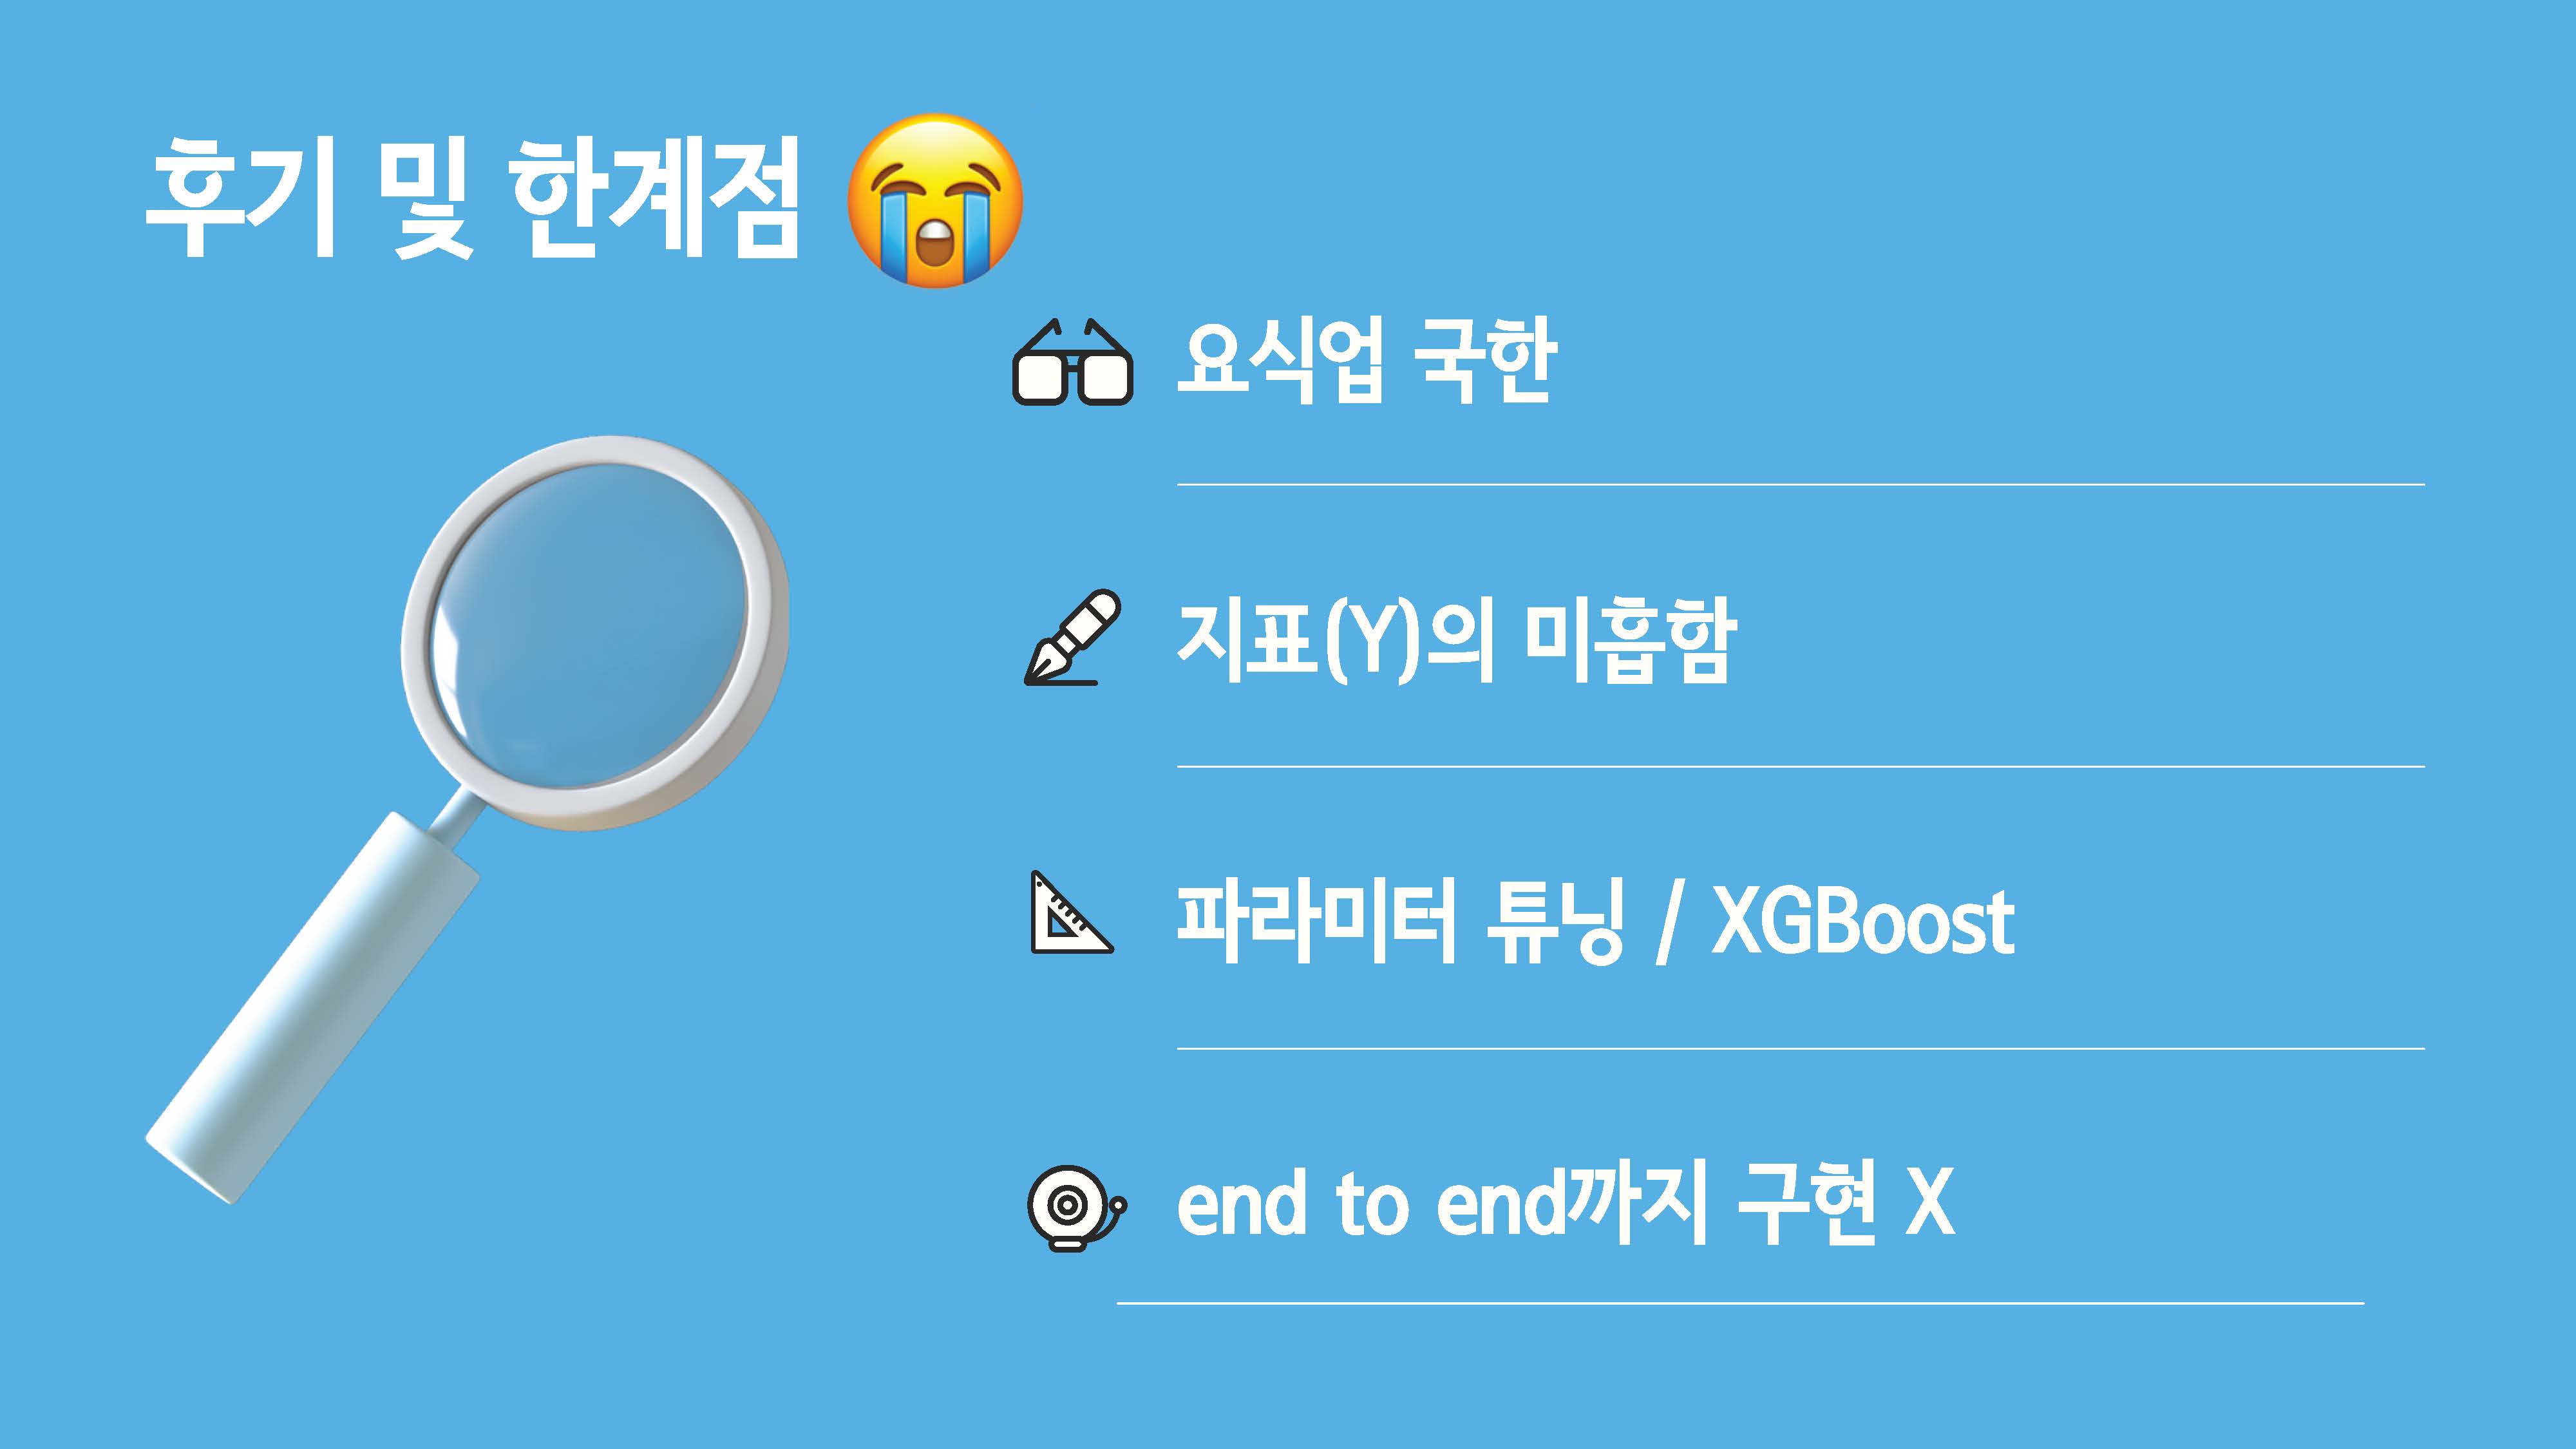 후기 및 한계점
요식업 국한
지표(Y)의 미흡함
파라미터 튜닝 / XGBoost
end to end까지 구현 X